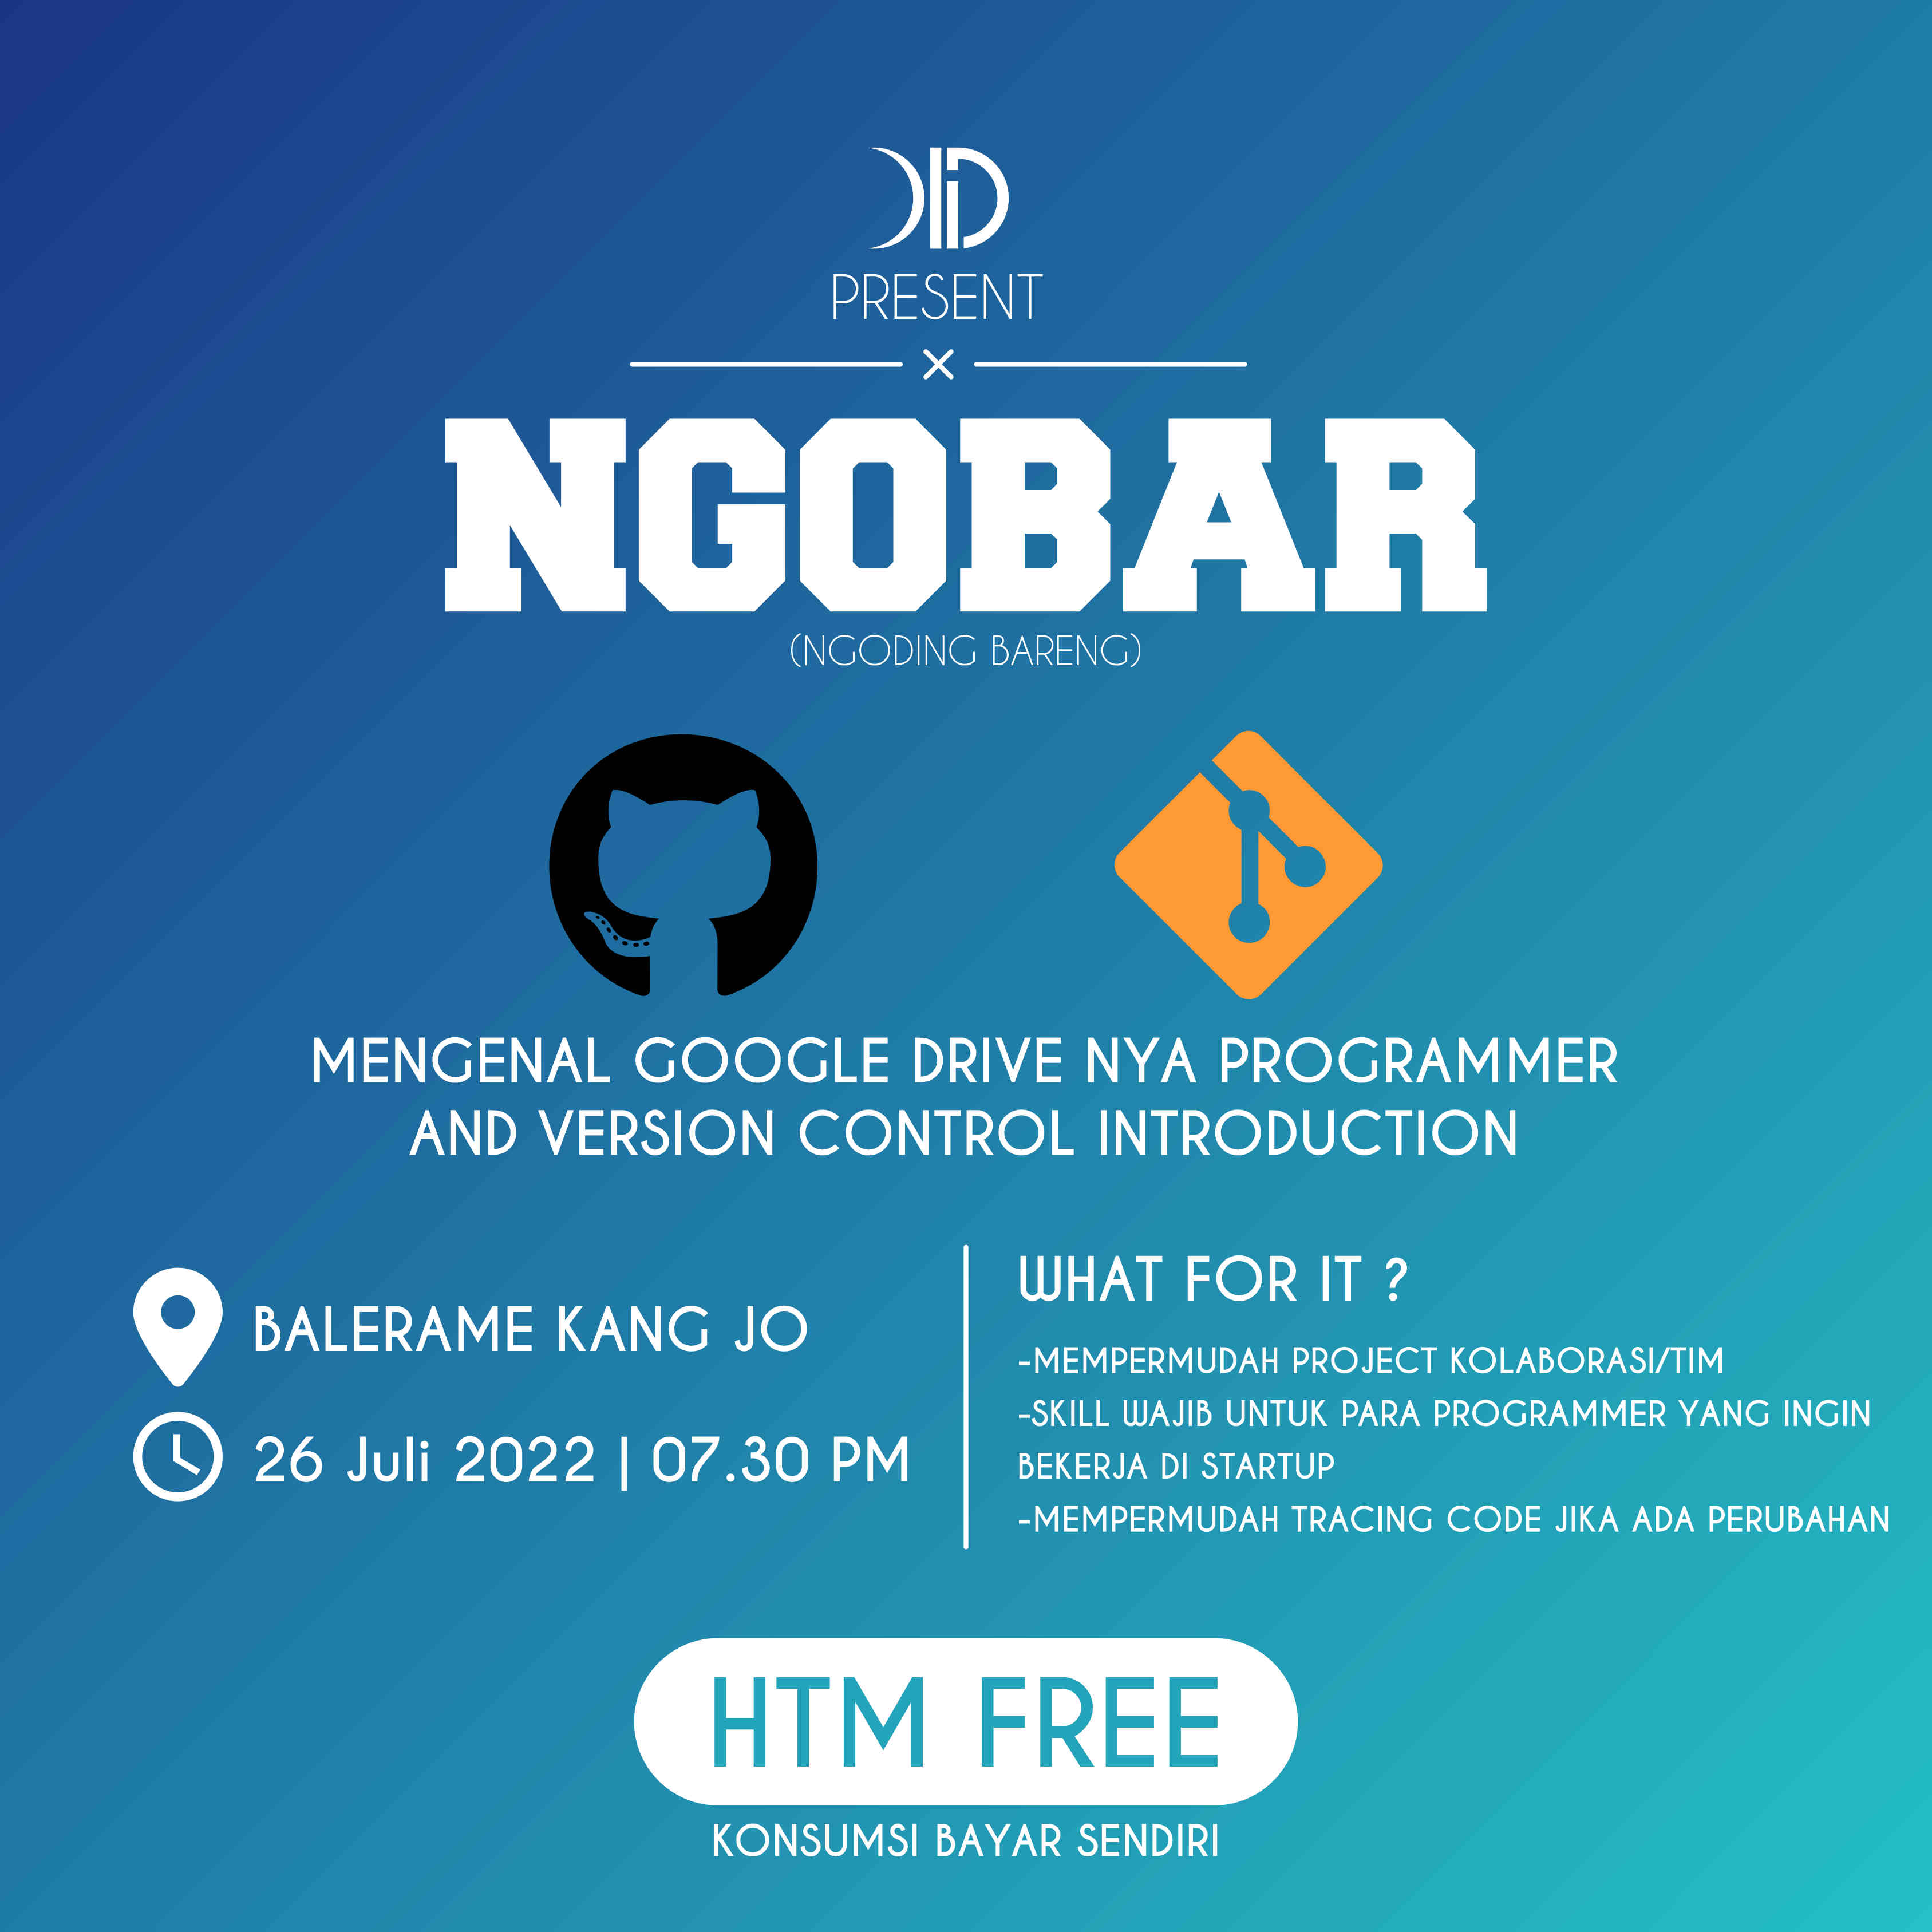 PRESENT
NGOBAR
(NGODING BARENG)
MENGENAL GOOGLE DRIVE NYA PROGRAMMER
AND VERSION CONTROL INTRODUCTION
BALERAME KANG JO
26 Juli 2022 | 07.30 PM
WHAT FOR IT ?
-MEMPERMUDAH PROJECT KOLABORASI/TIM
-SKILL WAJIB UNTUK PARA PROGRAMMER YANG INGIN
BEKERJA DI STARTUP
-MEMPERMUDAH TRACING CODE JIKA ADA PERUBAHAN
HTM FREE
KONSUMSI BAYAR SENDIRI